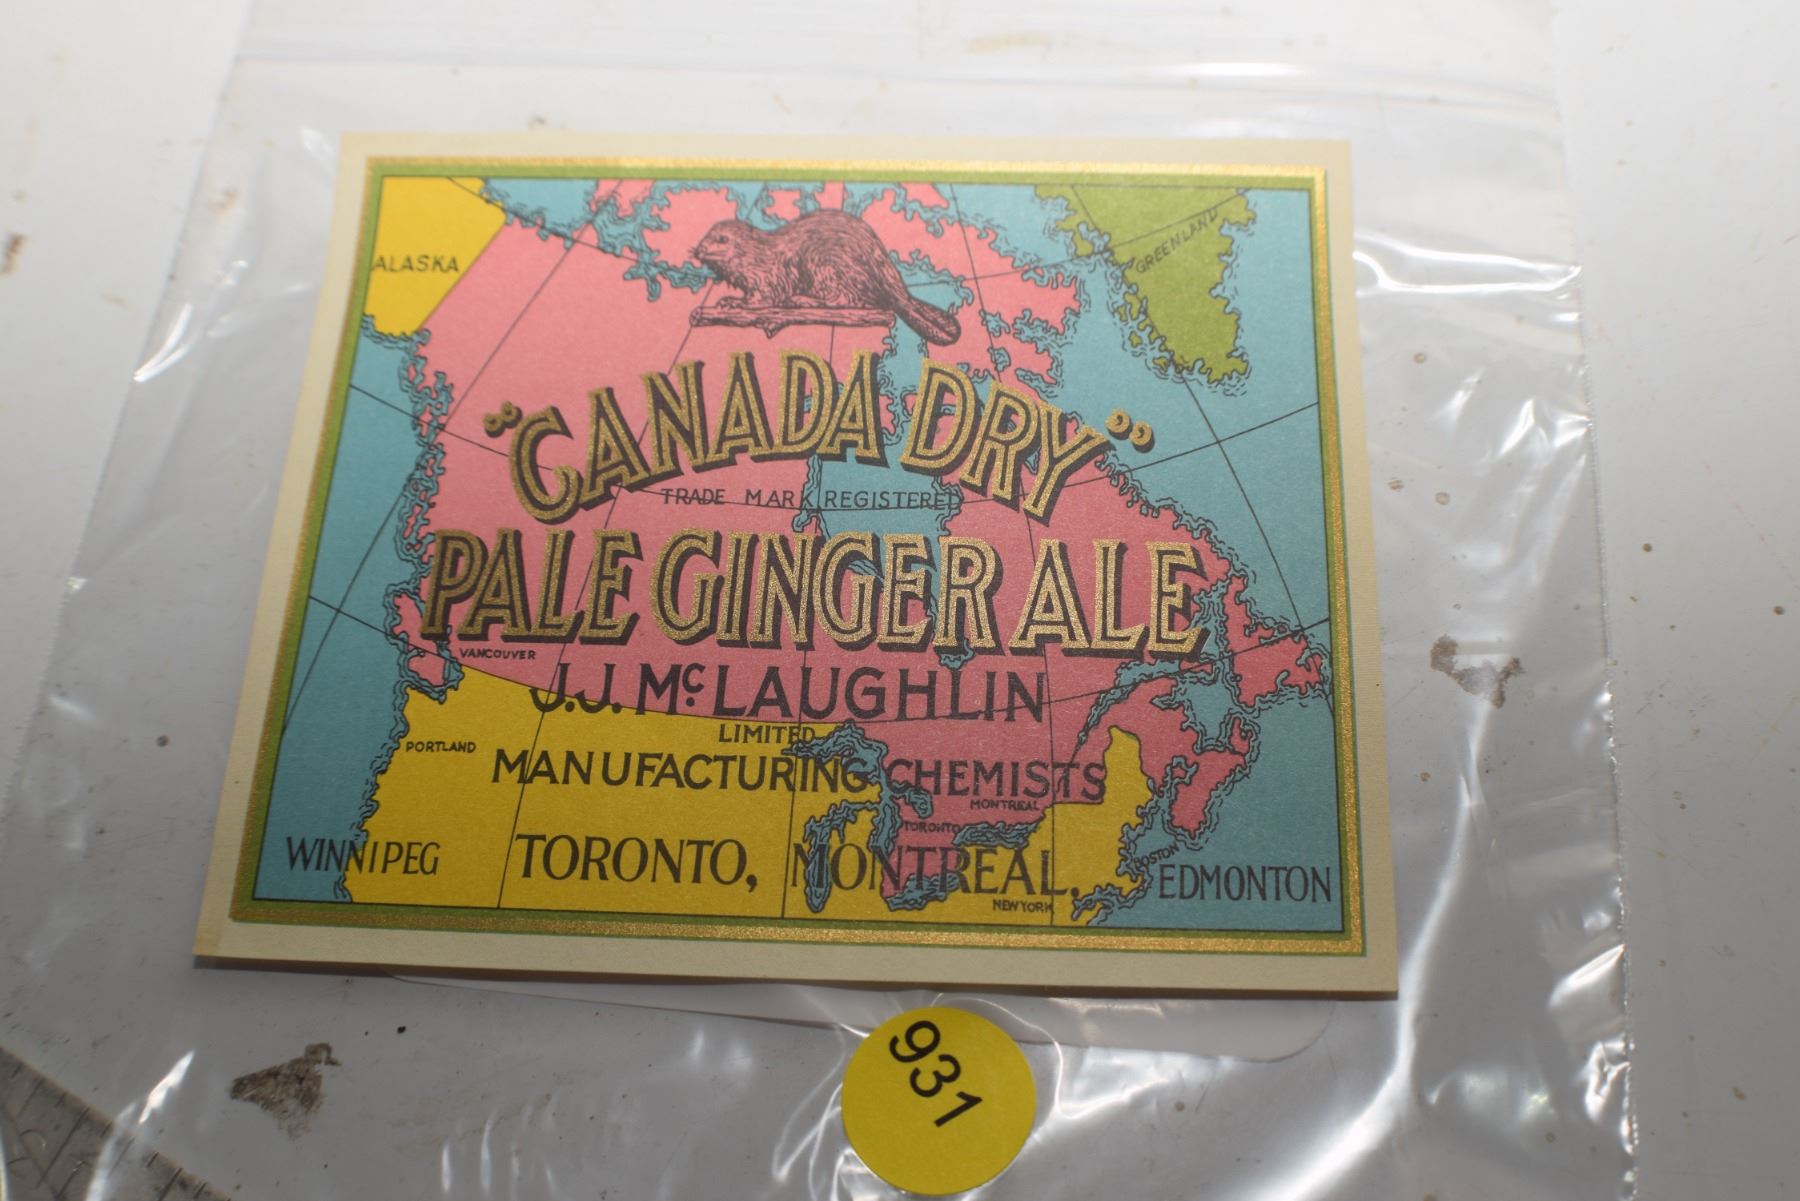 ALASKA
GREENLAND
"CANADA DRY"
TRADE MARK REGISTERED
PALE GINGER ALE
VANCOUVER
J.J. McLAUGHLIN
LIMITED
PORTLAND
MANUFACTURING CHEMISTS
MONTREAL
TORONTO
BOSTON
WINNIPEG TORONTO, MONTREAL, EDMONTON
NEW YORK
931